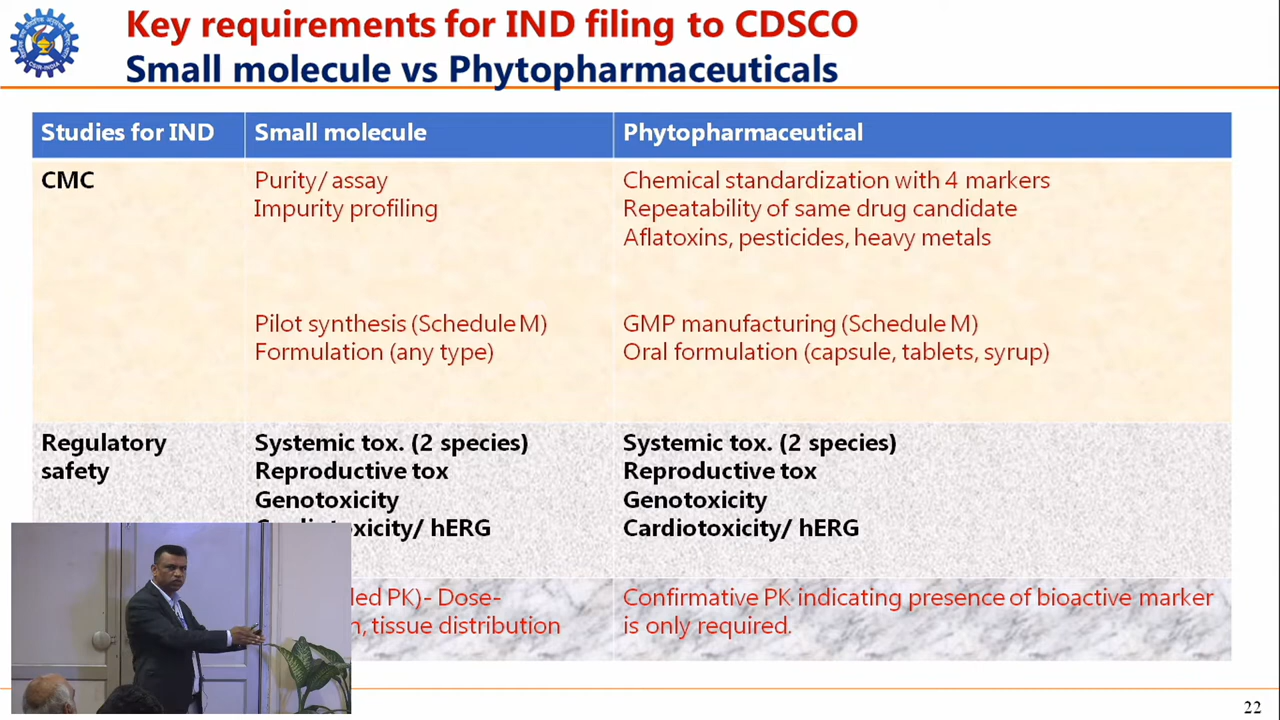 Key requirements for IND filing to CDSCO
Small molecule vs Phytopharmaceuticals
Studies for IND
Small molecule
Phytopharmaceutical
CMC
Purity/ assay
Impurity profiling
Pilot synthesis (Schedule M)
Formulation (any type)
Chemical standardization with 4 markers
Repeatability of same drug candidate
Aflatoxins, pesticides, heavy metals
GMP manufacturing (Schedule M)
Oral formulation (capsule, tablets, syrup)
Regulatory
safety
Systemic tox. (2 species)
Reproductive tox
Genotoxicity
hERG
Systemic tox. (2 species)
Reproductive tox
Genotoxicity
Cardiotoxicity/ hERG
PK)- Dose-
tissue distribution
Confirmative PK indicating presence of bioactive marker
is only required.
22